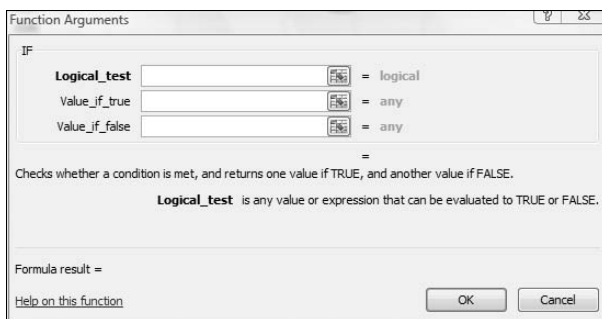 Function Arguments
IF
Logical_test = logical
Value_if_true = any
Value_if_false = any
=
Checks whether a condition is met, and returns one value if TRUE, and another value if FALSE.
Logical_test is any value or expression that can be evaluated to TRUE or FALSE.
Formula result =
Help on this function OK Cancel